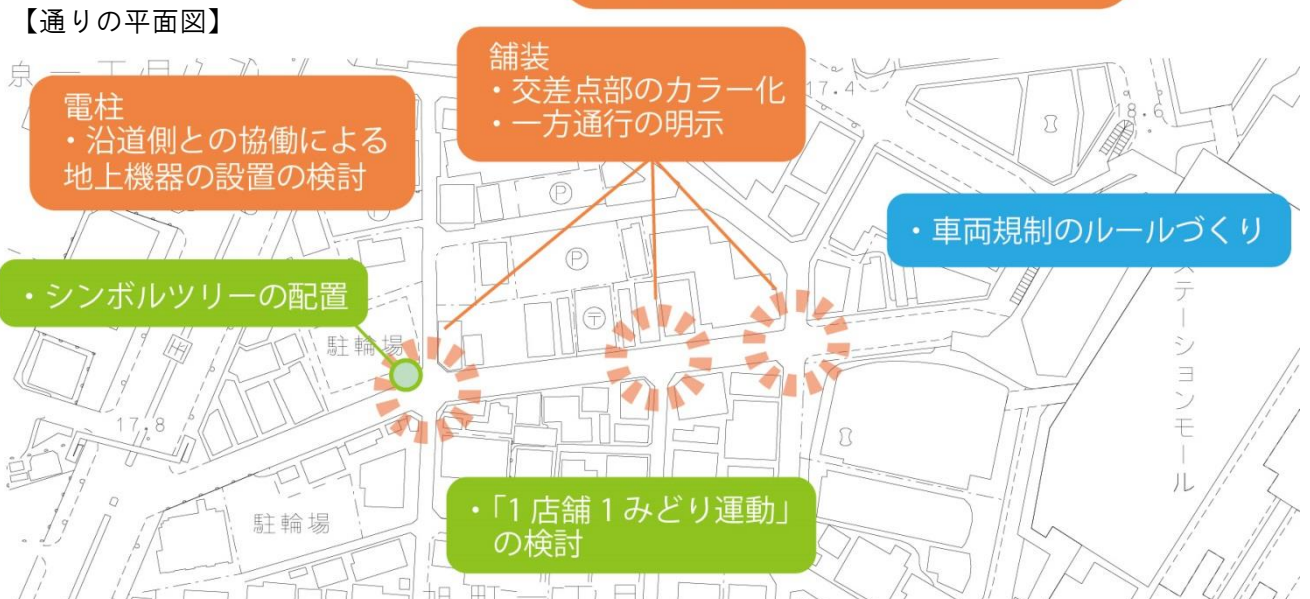 【通りの平面図】
舗装
・交差点部のカラー化
・一方通行の明示
電柱
・沿道側との協働による
地上機器の設置の検討
17.4
18.6
P
・車両規制のルールづくり
・シンボルツリーの配置
P
〒
駐輪場
ステーションモール
17.8
・「1店舗1みどり運動」
の検討
駐輪場